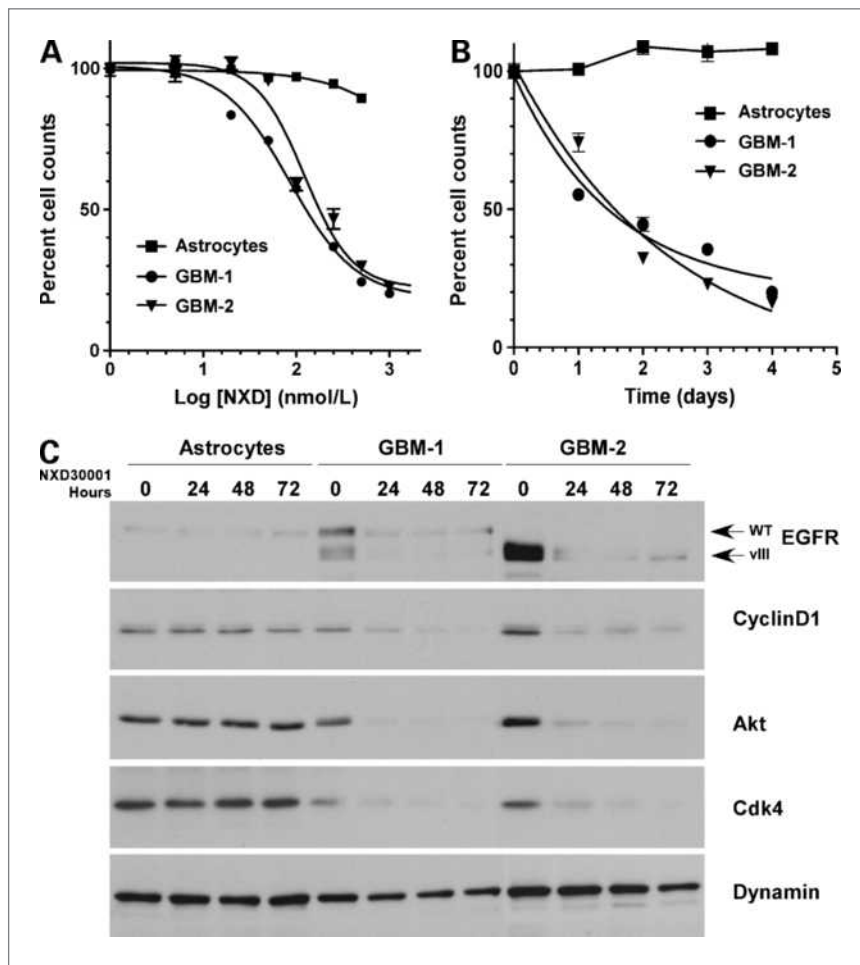 A
Percent cell counts
100
50
0
Astrocytes
GBM-1
GBM-2
0 1 2 3
Log [NXD] (nmol/L)
B
Percent cell counts
100
50
0
Astrocytes
GBM-1
GBM-2
0 1 2 3 4 5
Time (days)
C
Astrocytes GBM-1 GBM-2
NXD30001
Hours 0 24 48 72 0 24 48 72 0 24 48 72
WT
EGFR
vIII
CyclinD1
Akt
Cdk4
Dynamin